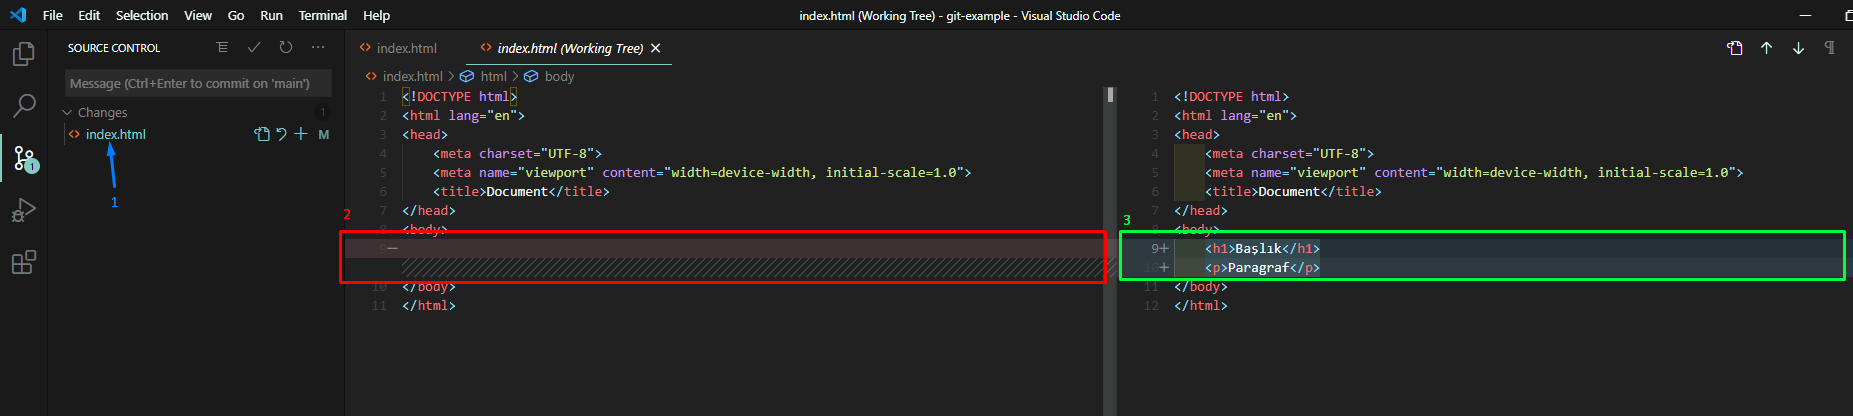 File Edit Selection View Go Run Terminal Help
index.html (Working Tree) - git-example - Visual Studio Code
SOURCE CONTROL
Message (Ctrl+Enter to commit on 'main')
Changes 1
index.html M
1
1
index.html
index.html (Working Tree)
index.html > html > body
1 <!DOCTYPE html>
2 <html lang="en">
3 <head>
4 <meta charset="UTF-8">
5 <meta name="viewport" content="width=device-width, initial-scale=1.0">
6 <title>Document</title>
7 </head>
2
8 <body>
9—
10 </body>
11 </html>
1 <!DOCTYPE html>
2 <html lang="en">
3 <head>
4 <meta charset="UTF-8">
5 <meta name="viewport" content="width=device-width, initial-scale=1.0">
6 <title>Document</title>
7 </head>
3
8 <body>
9+ <h1>Başlık</h1>
10+ <p>Paragraf</p>
11 </body>
12 </html>